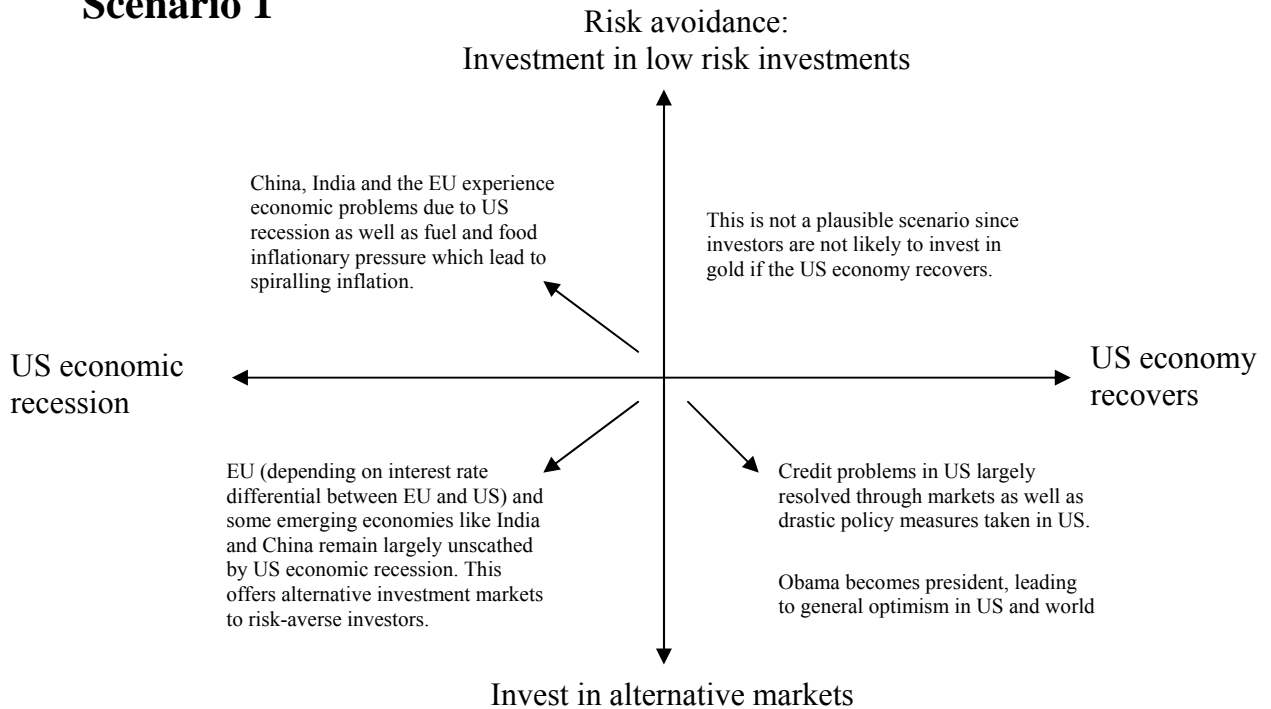 Scenario 1
Risk avoidance:
Investment in low risk investments
China, India and the EU experience
economic problems due to US
recession as well as fuel and food
inflationary pressure which lead to
spiralling inflation.
This is not a plausible scenario since
investors are not likely to invest in
gold if the US economy recovers.
US economic
recession
US economy
recovers
EU (depending on interest rate
differential between EU and US) and
some emerging economies like India
and China remain largely unscathed
by US economic recession. This
offers alternative investment markets
to risk-averse investors.
Credit problems in US largely
resolved through markets as well as
drastic policy measures taken in US.
Obama becomes president, leading
to general optimism in US and world
Invest in alternative markets